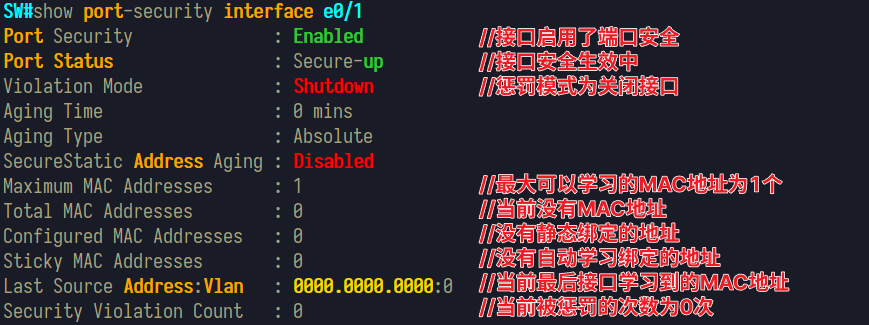 SW#show port-security interface e0/1
Port Security : Enabled //接口启用了端口安全
Port Status : Secure-up //接口安全生效中
Violation Mode : Shutdown //惩罚模式为关闭接口
Aging Time : 0 mins
Aging Type : Absolute
SecureStatic Address Aging : Disabled
Maximum MAC Addresses : 1 //最大可以学习的MAC地址为1个
Total MAC Addresses : 0 //当前没有MAC地址
Configured MAC Addresses : 0 //没有静态绑定的地址
Sticky MAC Addresses : 0 //没有自动学习绑定的地址
Last Source Address:Vlan : 0000.0000.0000:0 //当前最后接口学习到的MAC地址
Security Violation Count : 0 //当前被惩罚的次数为0次